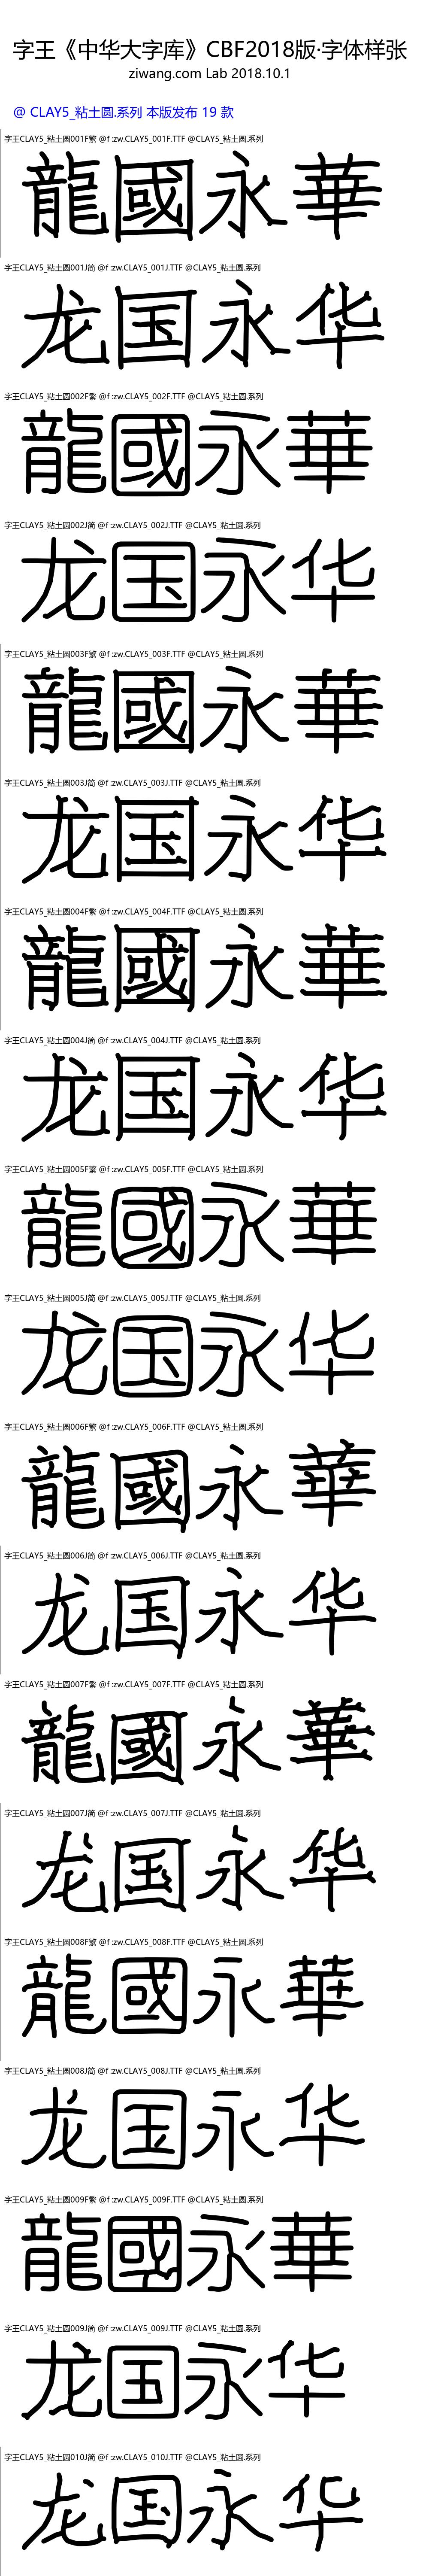 字王《中华大字库》CBF2018版·字体样张
ziwang.com Lab 2018.10.1
@ CLAY5_粘土圆.系列 本版发布 19 款
字王CLAY5_粘土圆001F繁 @f :zw.CLAY5_001F.TTF @CLAY5_粘土圆.系列
龍國永華
字王CLAY5_粘土圆001J简 @f :zw.CLAY5_001J.TTF @CLAY5_粘土圆.系列
龙国永华
字王CLAY5_粘土圆002F繁 @f :zw.CLAY5_002F.TTF @CLAY5_粘土圆.系列
龍國永華
字王CLAY5_粘土圆002J简 @f :zw.CLAY5_002J.TTF @CLAY5_粘土圆.系列
龙国永华
字王CLAY5_粘土圆003F繁 @f :zw.CLAY5_003F.TTF @CLAY5_粘土圆.系列
龍國永華
字王CLAY5_粘土圆003J简 @f :zw.CLAY5_003J.TTF @CLAY5_粘土圆.系列
龙国永华
字王CLAY5_粘土圆004F繁 @f :zw.CLAY5_004F.TTF @CLAY5_粘土圆.系列
龍國永華
字王CLAY5_粘土圆004J简 @f :zw.CLAY5_004J.TTF @CLAY5_粘土圆.系列
龙国永华
字王CLAY5_粘土圆005F繁 @f :zw.CLAY5_005F.TTF @CLAY5_粘土圆.系列
龍國永華
字王CLAY5_粘土圆005J简 @f :zw.CLAY5_005J.TTF @CLAY5_粘土圆.系列
龙国永华
字王CLAY5_粘土圆006F繁 @f :zw.CLAY5_006F.TTF @CLAY5_粘土圆.系列
龍國永華
字王CLAY5_粘土圆006J简 @f :zw.CLAY5_006J.TTF @CLAY5_粘土圆.系列
龙国永华
字王CLAY5_粘土圆007F繁 @f :zw.CLAY5_007F.TTF @CLAY5_粘土圆.系列
龍國永華
字王CLAY5_粘土圆007J简 @f :zw.CLAY5_007J.TTF @CLAY5_粘土圆.系列
龙国永华
字王CLAY5_粘土圆008F繁 @f :zw.CLAY5_008F.TTF @CLAY5_粘土圆.系列
龍國永華
字王CLAY5_粘土圆008J简 @f :zw.CLAY5_008J.TTF @CLAY5_粘土圆.系列
龙国永华
字王CLAY5_粘土圆009F繁 @f :zw.CLAY5_009F.TTF @CLAY5_粘土圆.系列
龍國永華
字王CLAY5_粘土圆009J简 @f :zw.CLAY5_009J.TTF @CLAY5_粘土圆.系列
龙国永华
字王CLAY5_粘土圆010J简 @f :zw.CLAY5_010J.TTF @CLAY5_粘土圆.系列
龙国永华